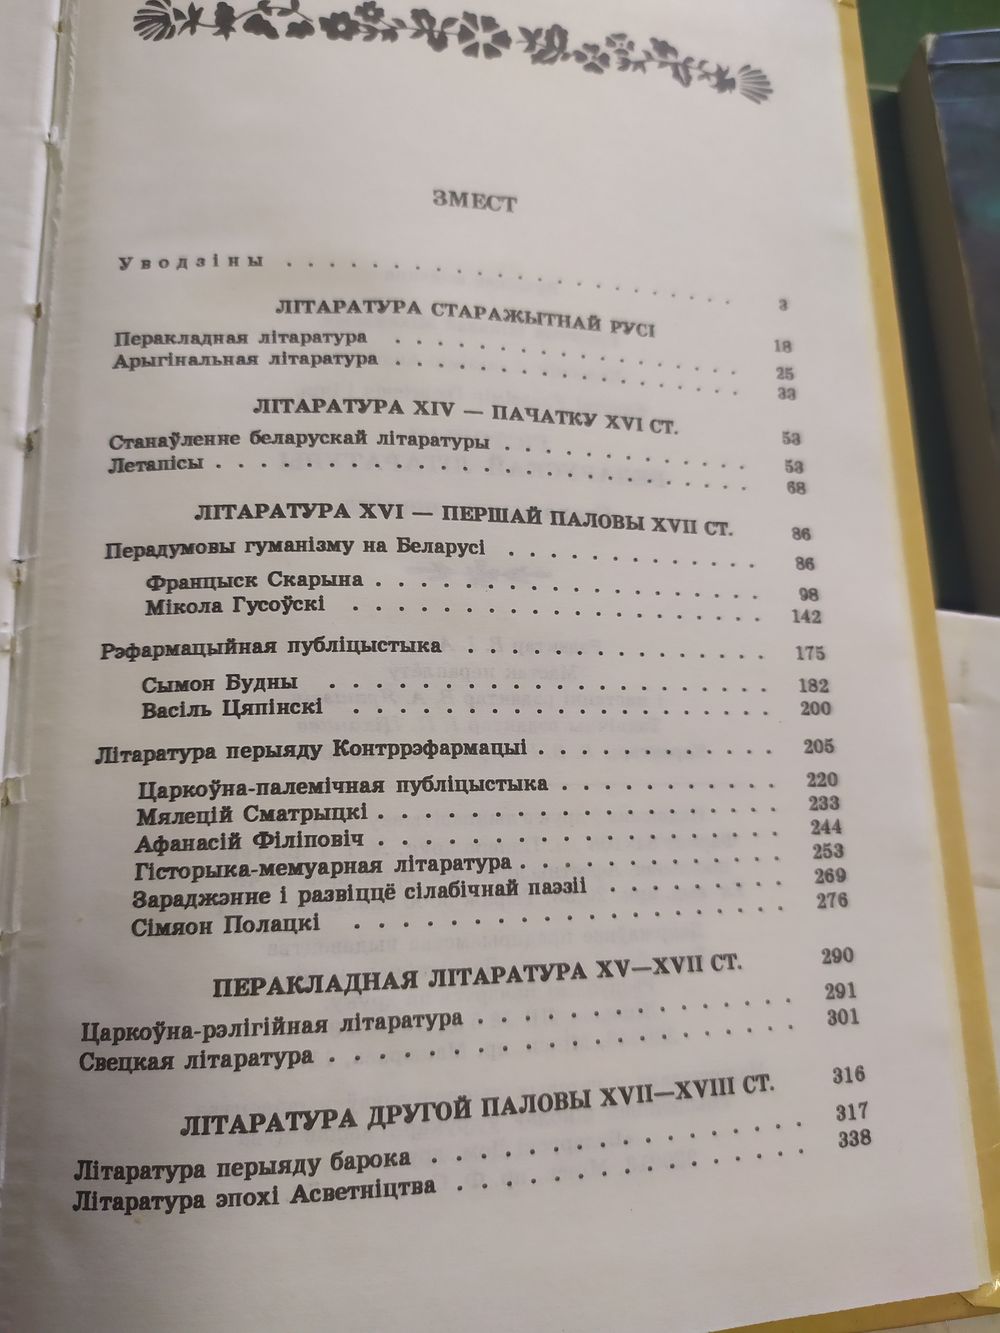 ЗМЕСТ
Уводзіны . . . . . . . . . . . . . . . . 3
ЛІТАРАТУРА СТАРАЖЫТНАЙ РУСІ 18
Перакладная літаратура . . . . . . . . . . . . . 25
Арыгінальная літаратура . . . . . . . . . . . . . 33
ЛІТАРАТУРА XIV — ПАЧАТКУ XVI СТ. 53
Станаўленне беларускай літаратуры . . . . . . . . . 53
Летапісы . . . . . . . . . . . . . . . . . . . 68
ЛІТАРАТУРА XVI — ПЕРШАЙ ПАЛОВЫ XVII СТ. 86
Перадумовы гуманізму на Беларусі . . . . . . . . . . 86
Францыск Скарына . . . . . . . . . . . . . . . 98
Мікола Гусоўскі . . . . . . . . . . . . . . . . 142
Рэфармацыйная публіцыстыка . . . . . . . . . . . . 175
Сымон Будны . . . . . . . . . . . . . . . . . 182
Васіль Цяпінскі . . . . . . . . . . . . . . . . 200
Літаратура перыяду Контррэфармацыі . . . . . . . . . 205
Царкоўна-палемічная публіцыстыка . . . . . . . . . 220
Мялецій Сматрыцкі . . . . . . . . . . . . . . . 233
Афанасій Філіповіч . . . . . . . . . . . . . . . 244
Гісторыка-мемуарная літаратура . . . . . . . . . . . 253
Зараджэнне і развіццё сілабічнай паэзіі . . . . . . . 269
Сімяон Полацкі . . . . . . . . . . . . . . . . 276
ПЕРАКЛАДНАЯ ЛІТАРАТУРА XV—XVII СТ. 290
Царкоўна-рэлігійная літаратура . . . . . . . . . . . 291
Свецкая літаратура . . . . . . . . . . . . . . . . 301
ЛІТАРАТУРА ДРУГОЙ ПАЛОВЫ XVII—XVIII СТ. 316
Літаратура перыяду барока . . . . . . . . . . . . . 317
Літаратура эпохі Асветніцтва . . . . . . . . . . . . 338